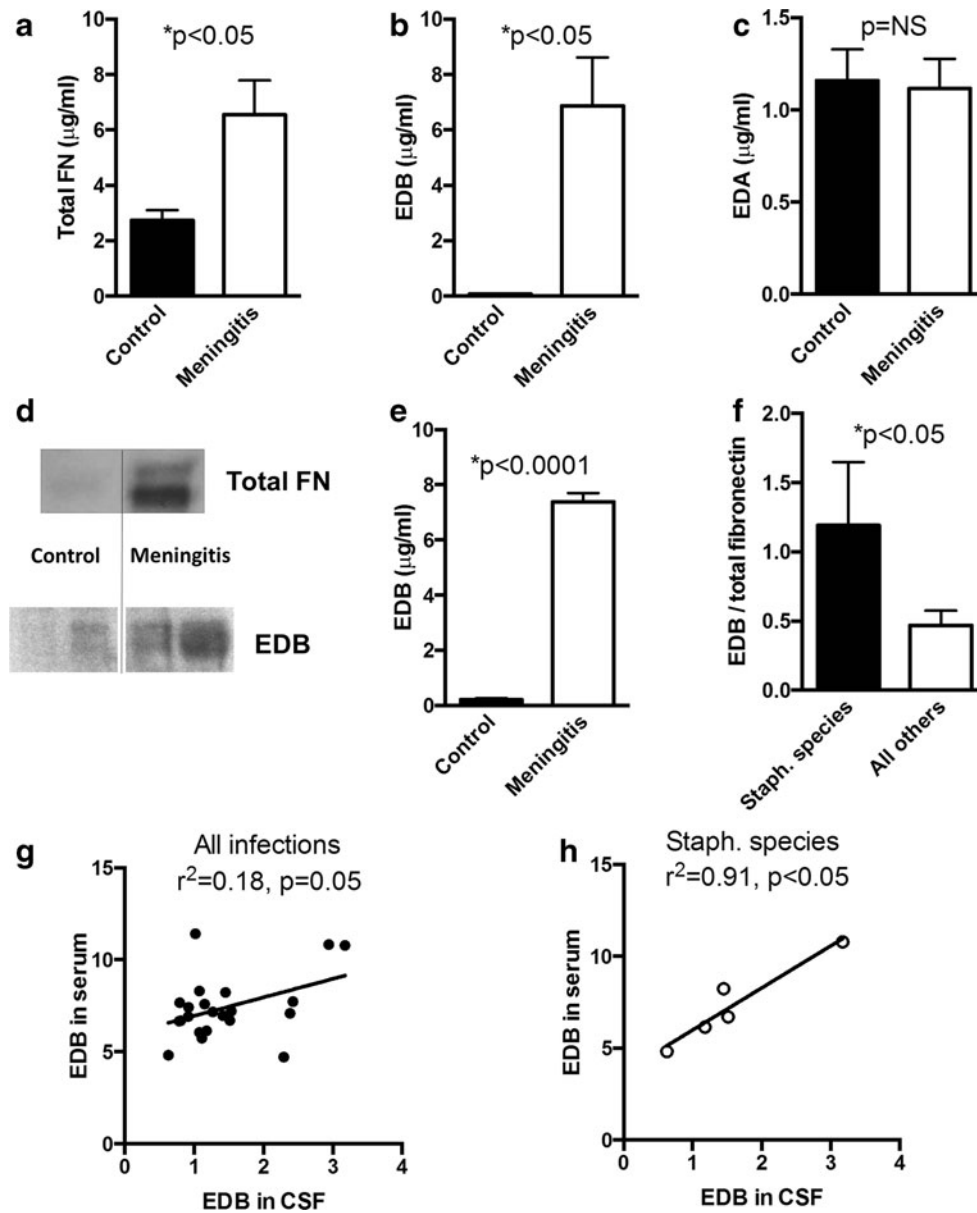 a
*p<0.05
Total FN (μg/ml)
10
8
6
4
2
0
Control
Meningitis
b
*p<0.05
EDB (μg/ml)
10
8
6
4
2
0
Control
Meningitis
c
p=NS
EDA (μg/ml)
1.5
1.0
0.5
0.0
Control
Meningitis
d
Total FN
Control
Meningitis
EDB
e
*p<0.0001
EDB (μg/ml)
10
8
6
4
2
0
Control
Meningitis
f
*p<0.05
EDB / total fibronectin
2.0
1.5
1.0
0.5
0.0
Staph. species
All others
g
All infections
r²=0.18, p=0.05
EDB in serum
15
10
5
0
0
1
2
3
4
EDB in CSF
h
Staph. species
r²=0.91, p<0.05
EDB in serum
15
10
5
0
0
1
2
3
4
EDB in CSF